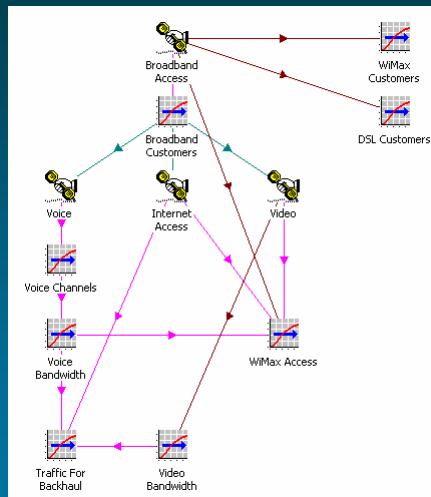 Broadband
Access
WiMax
Customers
Broadband
Customers
DSL Customers
Voice
Internet
Access
Video
Voice Channels
Voice
Bandwidth
WiMax Access
Traffic For
Backhaul
Video
Bandwidth